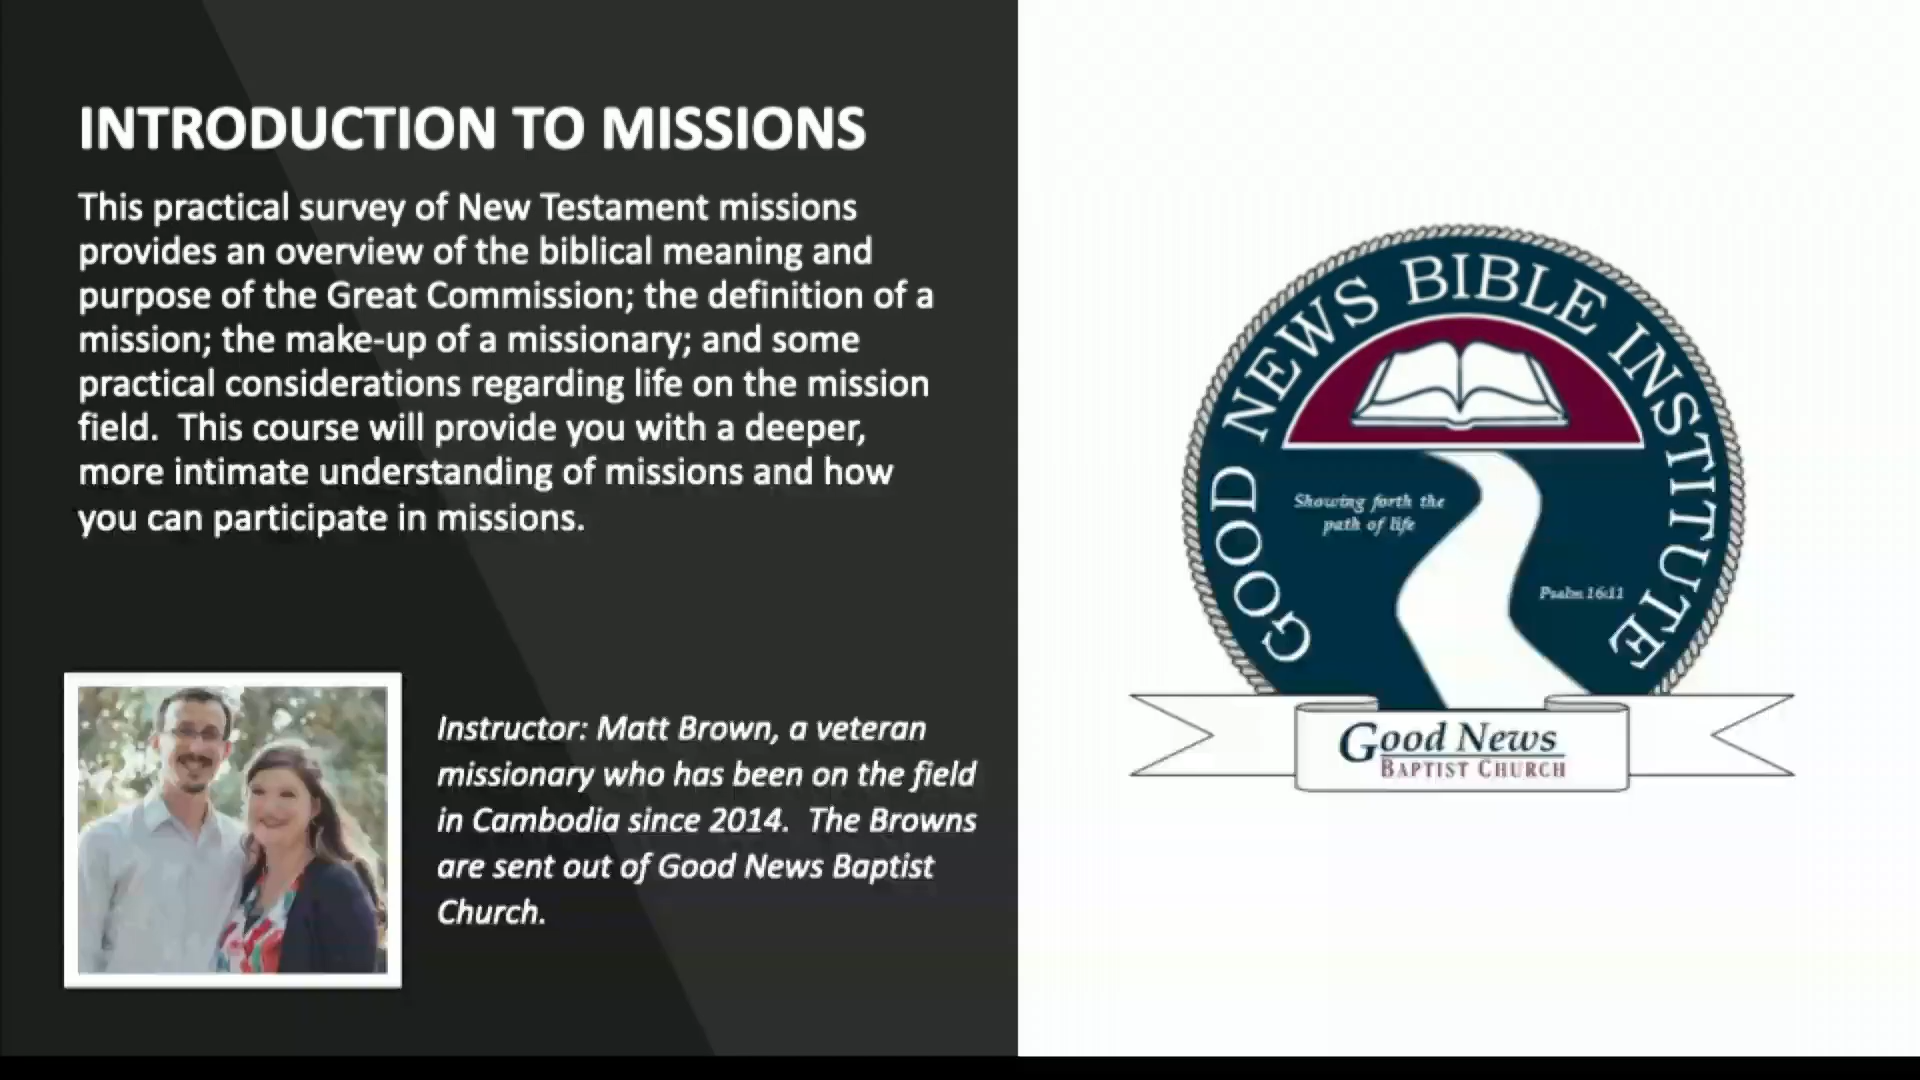 INTRODUCTION TO MISSIONS
This practical survey of New Testament missions
provides an overview of the biblical meaning and
purpose of the Great Commission; the definition of a
mission; the make-up of a missionary; and some
practical considerations regarding life on the mission
field.  This course will provide you with a deeper,
more intimate understanding of missions and how
you can participate in missions.
Instructor: Matt Brown, a veteran
missionary who has been on the field
in Cambodia since 2014.  The Browns
are sent out of Good News Baptist
Church.
GOOD NEWS BIBLE INSTITUTE
Showing forth the
path of life
Psalm 16:11
Good News
BAPTIST CHURCH